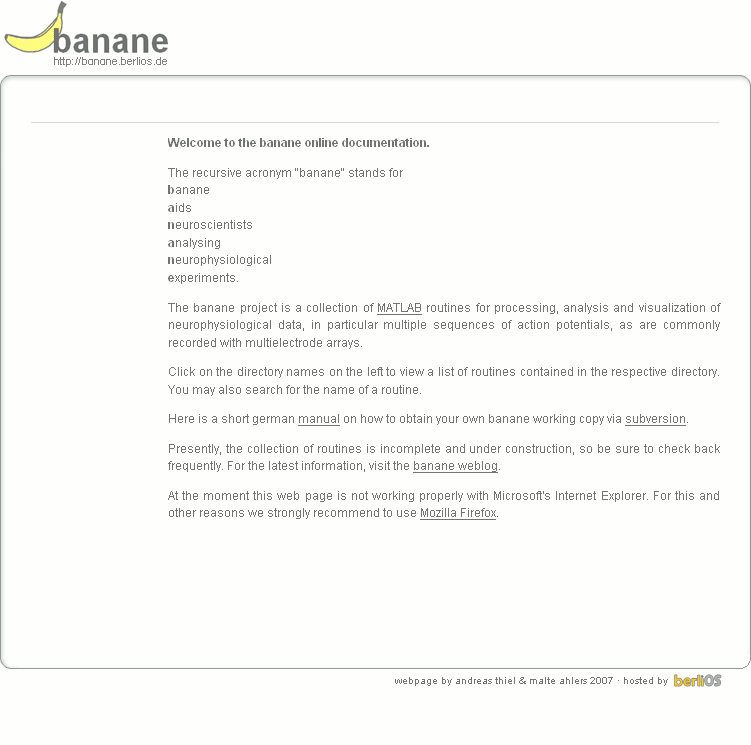 banane
http://banane.berlios.de
Welcome to the banane online documentation.
The recursive acronym "banane" stands for
banane
aids
neuroscientists
analysing
neurophysiological
experiments.
The banane project is a collection of MATLAB routines for processing, analysis and visualization of
neurophysiological data, in particular multiple sequences of action potentials, as are commonly
recorded with multielectrode arrays.
Click on the directory names on the left to view a list of routines contained in the respective directory.
You may also search for the name of a routine.
Here is a short german manual on how to obtain your own banane working copy via subversion.
Presently, the collection of routines is incomplete and under construction, so be sure to check back
frequently. For the latest information, visit the banane weblog.
At the moment this web page is not working properly with Microsoft's Internet Explorer. For this and
other reasons we strongly recommend to use Mozilla Firefox.
webpage by andreas thiel & malte ahlers 2007 · hosted by berliOS